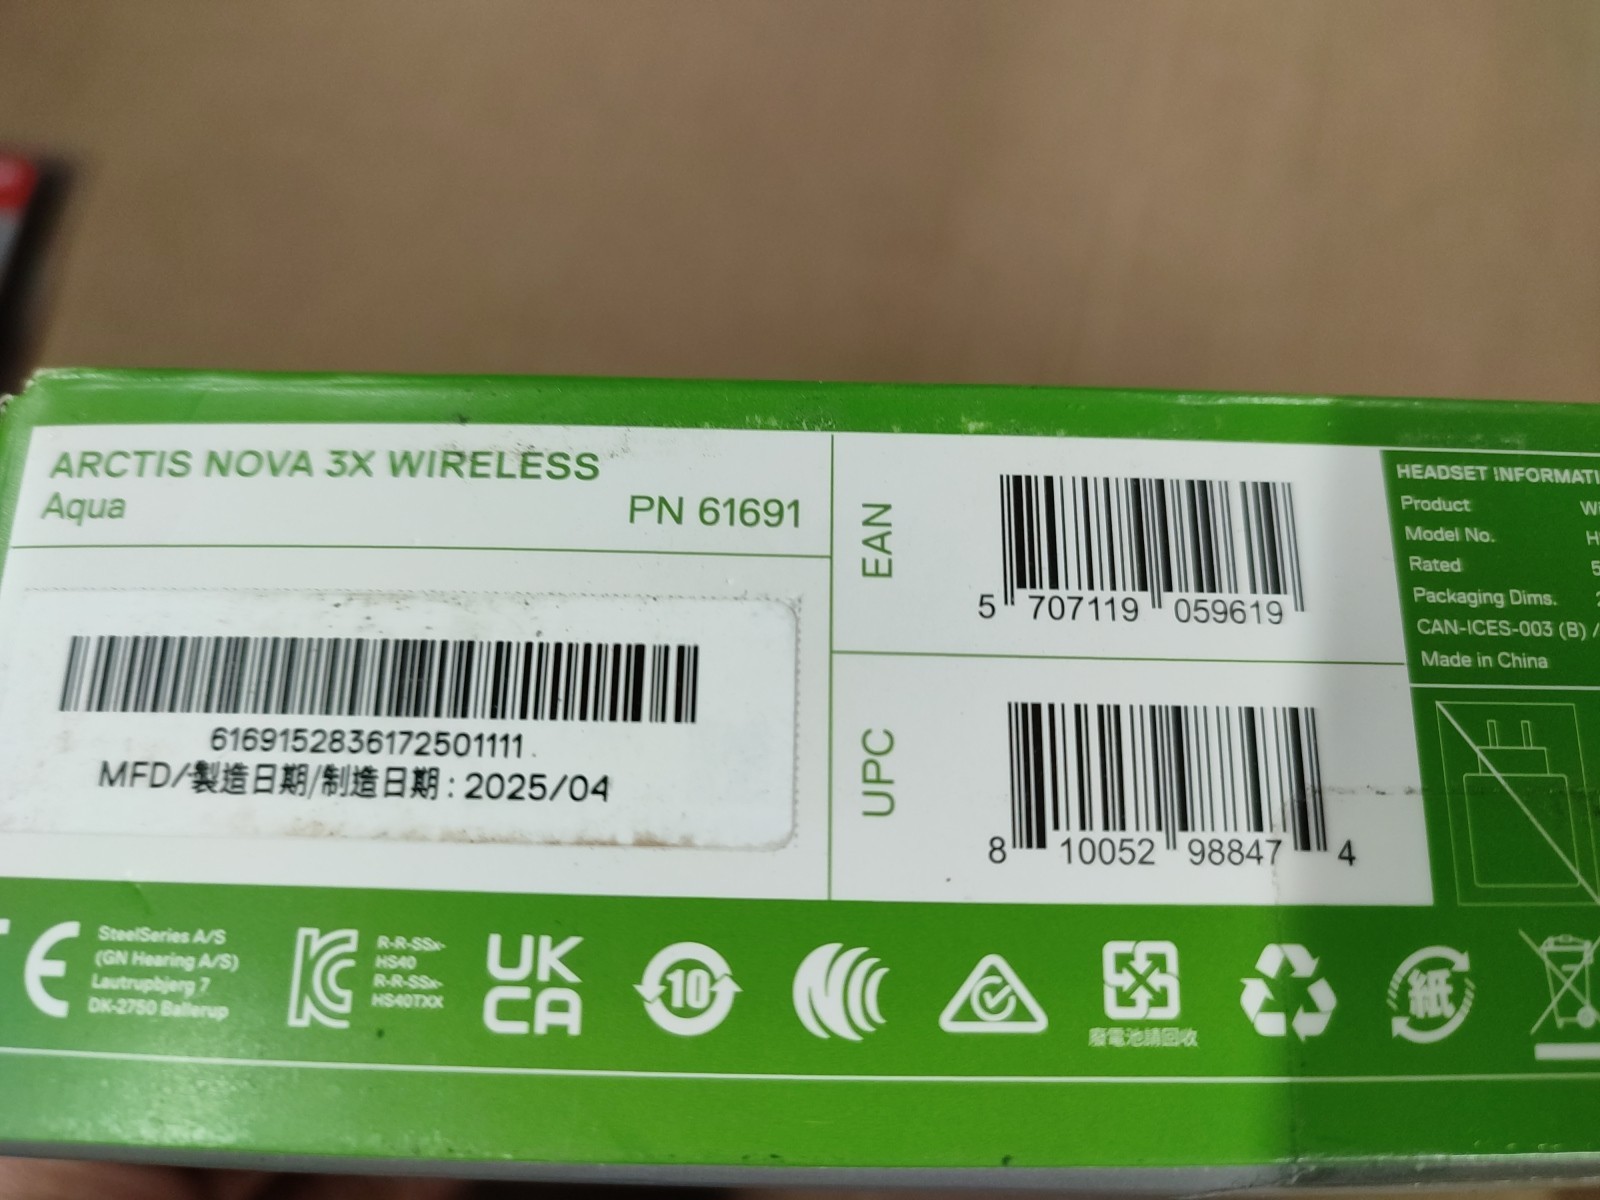 ARCTIS NOVA 3X WIRELESS
Aqua
PN 61691
6169152836172501111
MFD/製造日期/制造日期 : 2025/04
EAN
5 707119 059619
UPC
8 10052 98847 4
HEADSET INFORMATI
Product
Model No.
Rated
Packaging Dims.
CAN-ICES-003 (B) /
Made in China
CE
SteelSeries A/S
(GN Hearing A/S)
Lautrupbjerg 7
DK-2750 Ballerup
R-R-SSx-
HS40
R-R-SSx-
HS40TXX
UK
CA
10
廢電池請回收
紙